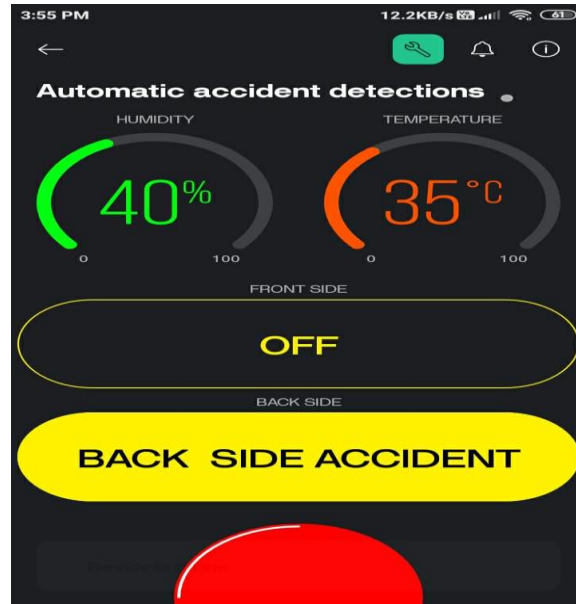 3:55 PM 12.2KB/s 61
Automatic accident detections
HUMIDITY TEMPERATURE
40% 35°C
0 100 0 100
FRONT SIDE
OFF
BACK SIDE
BACK SIDE ACCIDENT